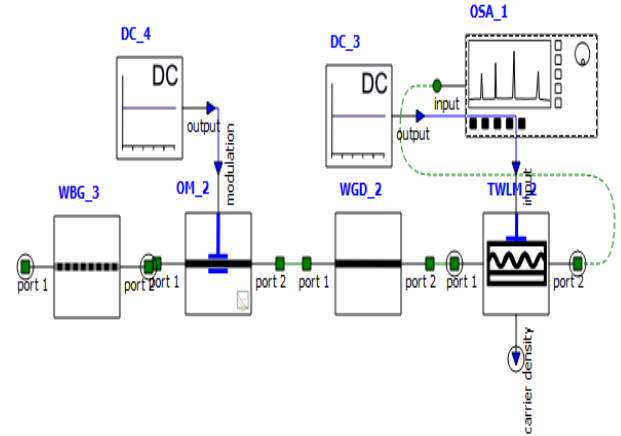 OSA_1
DC_4
DC_3
DC
DC
input
output
output
modulation
input
WBG_3
OM_2
WGD_2
TWLM_2
port 1
port 2
port 1
port 2
port 1
port 2
port 1
port 2
carrier density